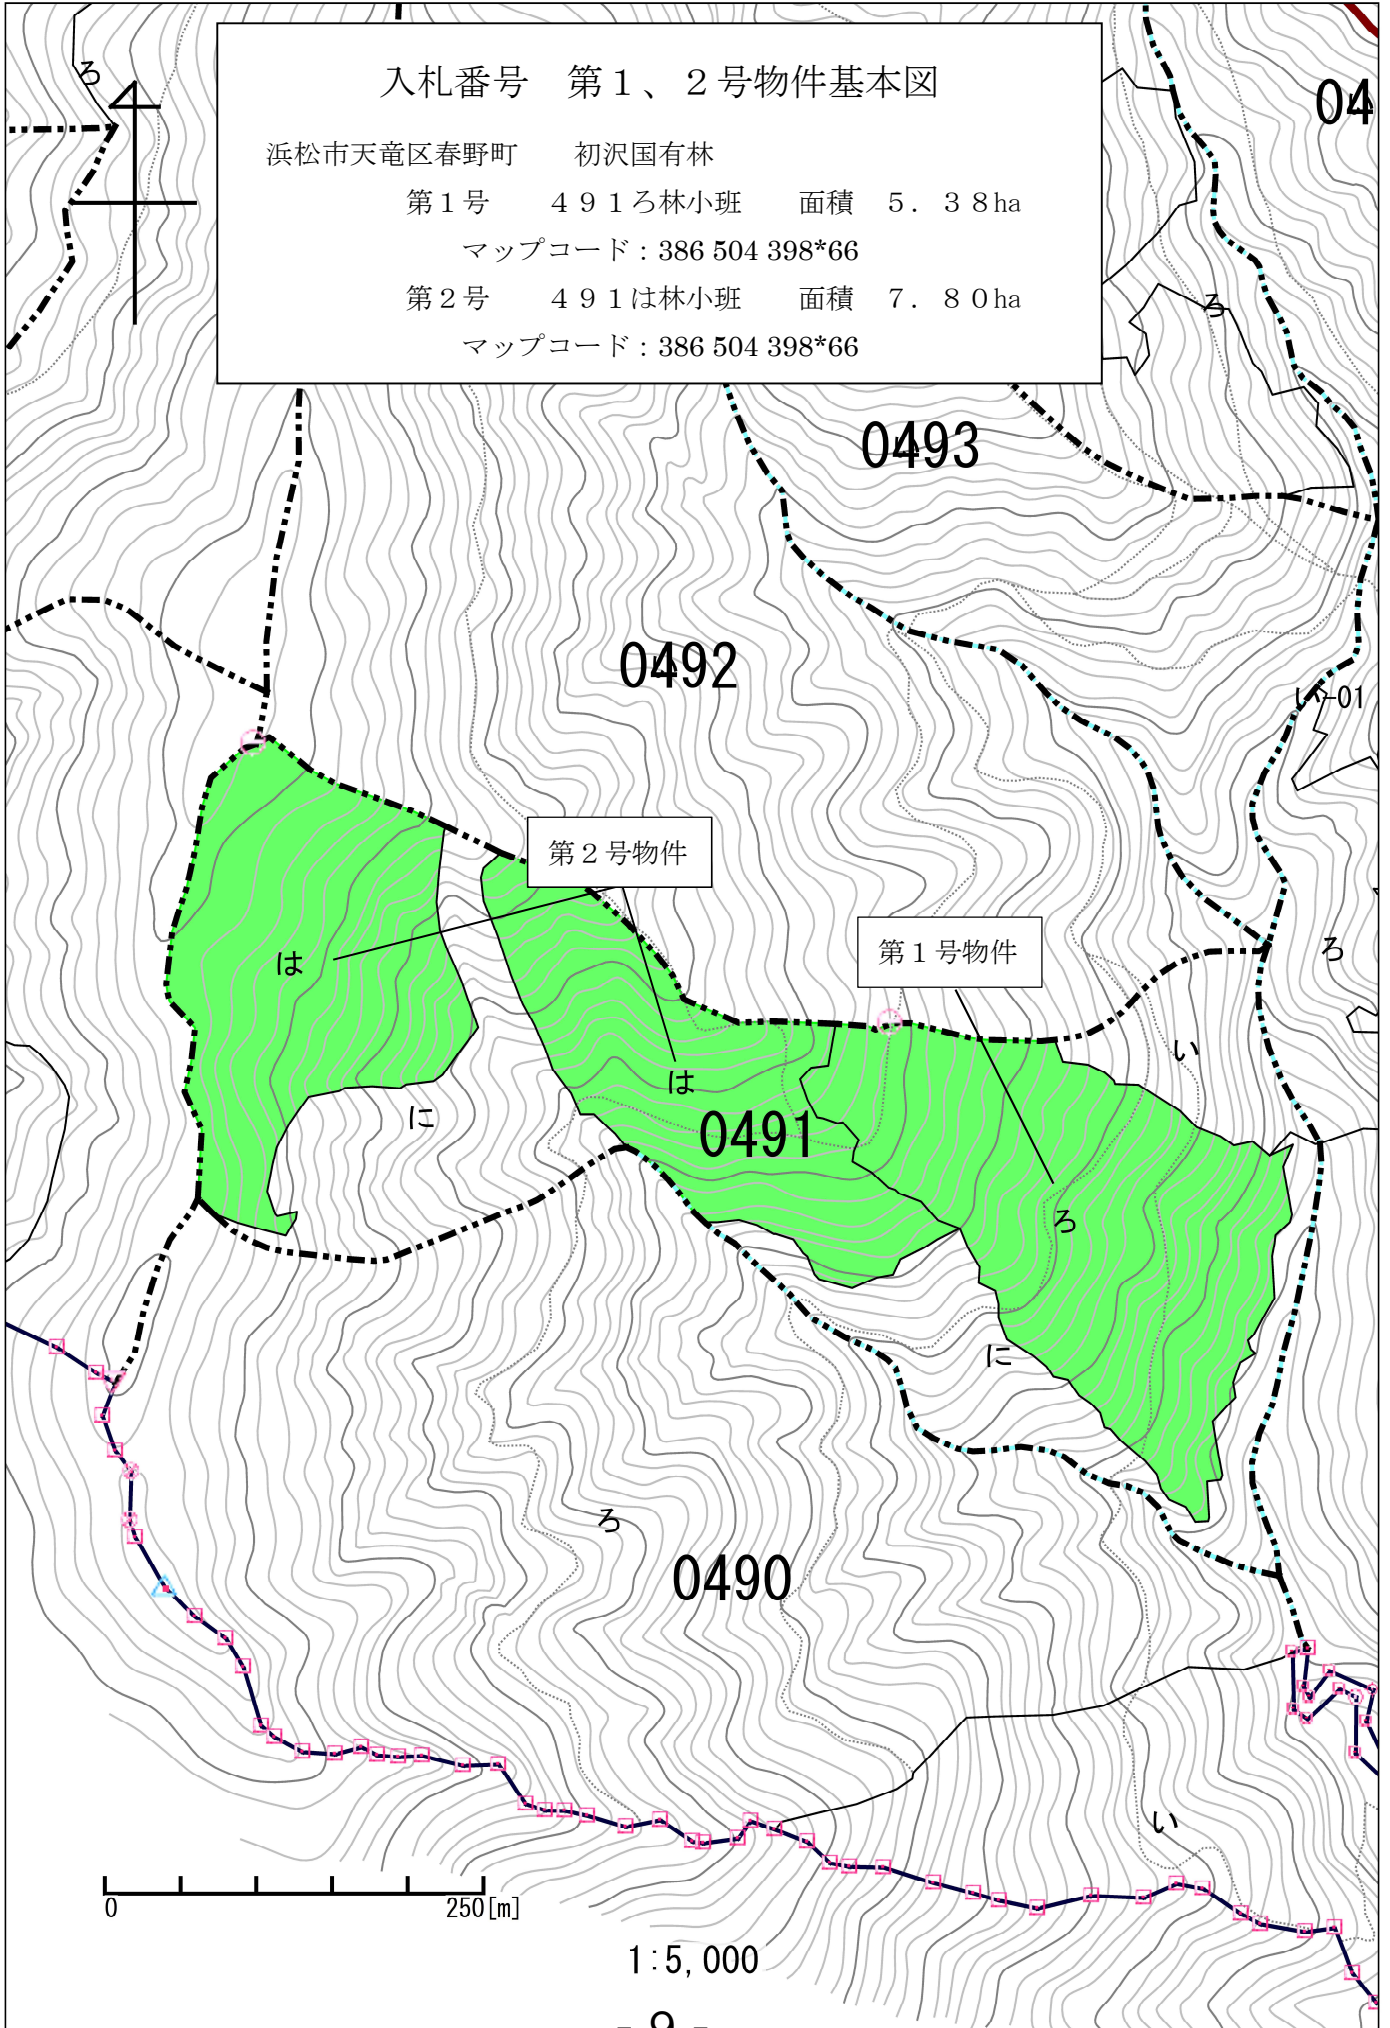 入札番号　第１、２号物件基本図
浜松市天竜区春野町　　初沢国有林
第１号　　４９１ろ林小班　　面積　５．３８ha
マップコード：386 504 398*66
第２号　　４９１は林小班　　面積　７．８０ha
マップコード：386 504 398*66
ろ
04
ろ
0493
0492
い-01
第２号物件
第１号物件
は
ろ
い
は
に
0491
ろ
に
ろ
0490
い
0　250[m]
1:5,000
- 9 -